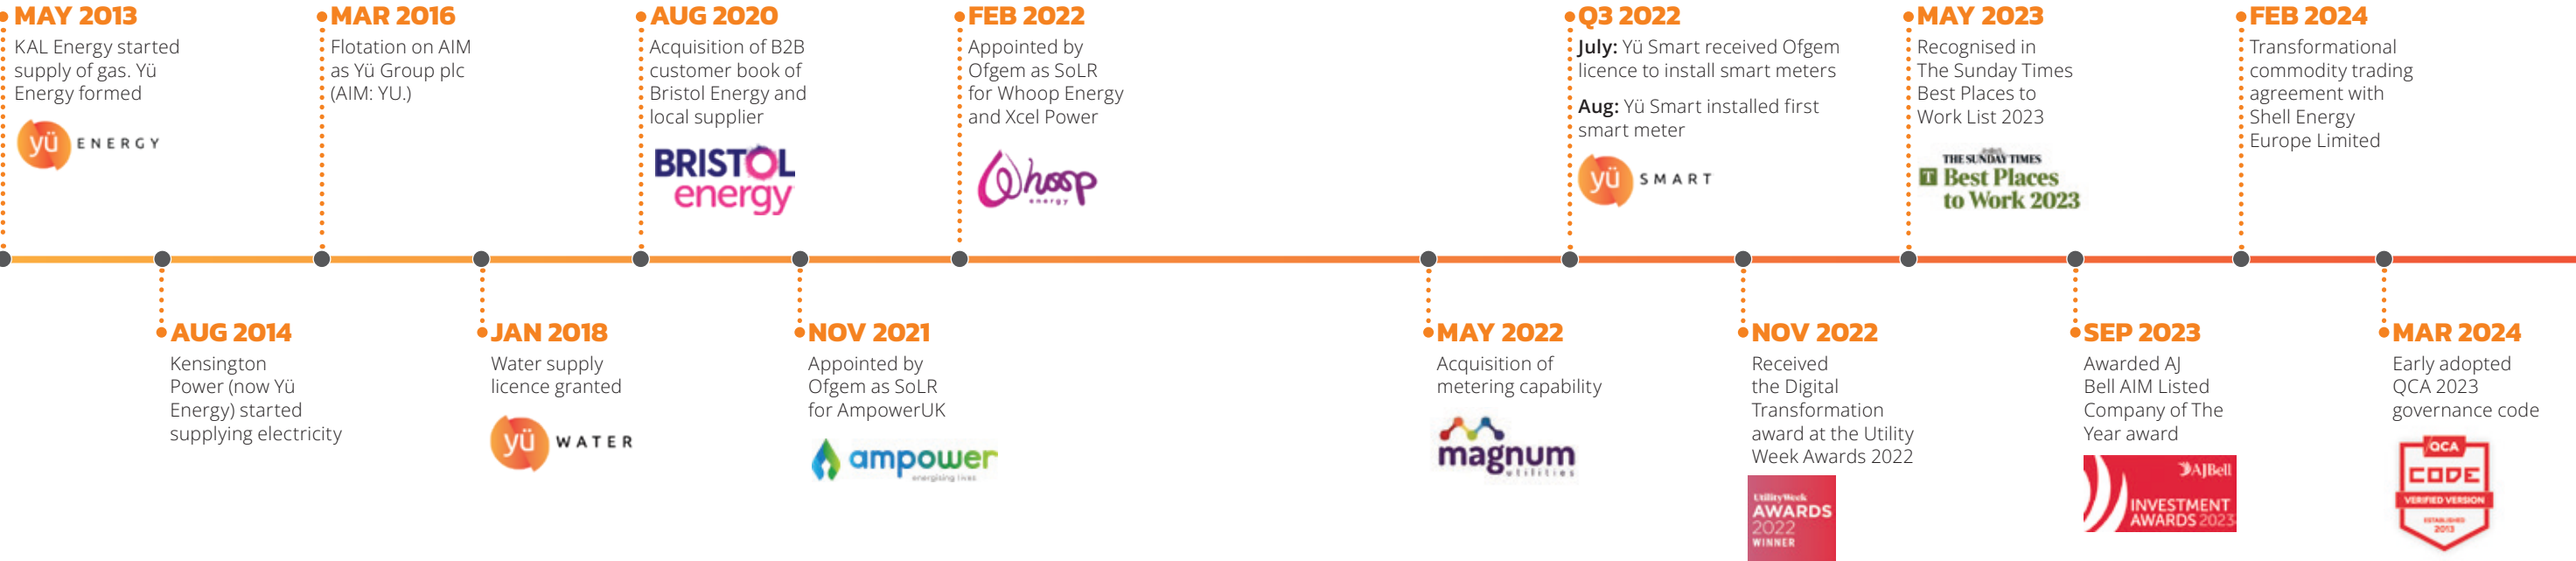 MAY 2013
KAL Energy started
supply of gas. Yü
Energy formed
yü ENERGY
AUG 2014
Kensington
Power (now Yü
Energy) started
supplying electricity
MAR 2016
Flotation on AIM
as Yü Group plc
(AIM: YU.)
JAN 2018
Water supply
licence granted
yü WATER
AUG 2020
Acquisition of B2B
customer book of
Bristol Energy and
local supplier
BRISTOL
energy
NOV 2021
Appointed by
Ofgem as SoLR
for AmpowerUK
ampower
energising lives
FEB 2022
Appointed by
Ofgem as SoLR
for Whoop Energy
and Xcel Power
Whoop
energy
MAY 2022
Acquisition of
metering capability
magnum
utilities
Q3 2022
July: Yü Smart received Ofgem
licence to install smart meters
Aug: Yü Smart installed first
smart meter
yü SMART
NOV 2022
Received
the Digital
Transformation
award at the Utility
Week Awards 2022
UtilityWeek
AWARDS
2022
WINNER
MAY 2023
Recognised in
The Sunday Times
Best Places to
Work List 2023
THE SUNDAY TIMES
T Best Places
to Work 2023
SEP 2023
Awarded AJ
Bell AIM Listed
Company of The
Year award
AJBell
INVESTMENT
AWARDS 2023
FEB 2024
Transformational
commodity trading
agreement with
Shell Energy
Europe Limited
MAR 2024
Early adopted
QCA 2023
governance code
QCA
CODE
VERIFIED VERSION
ESTABLISHED
2013